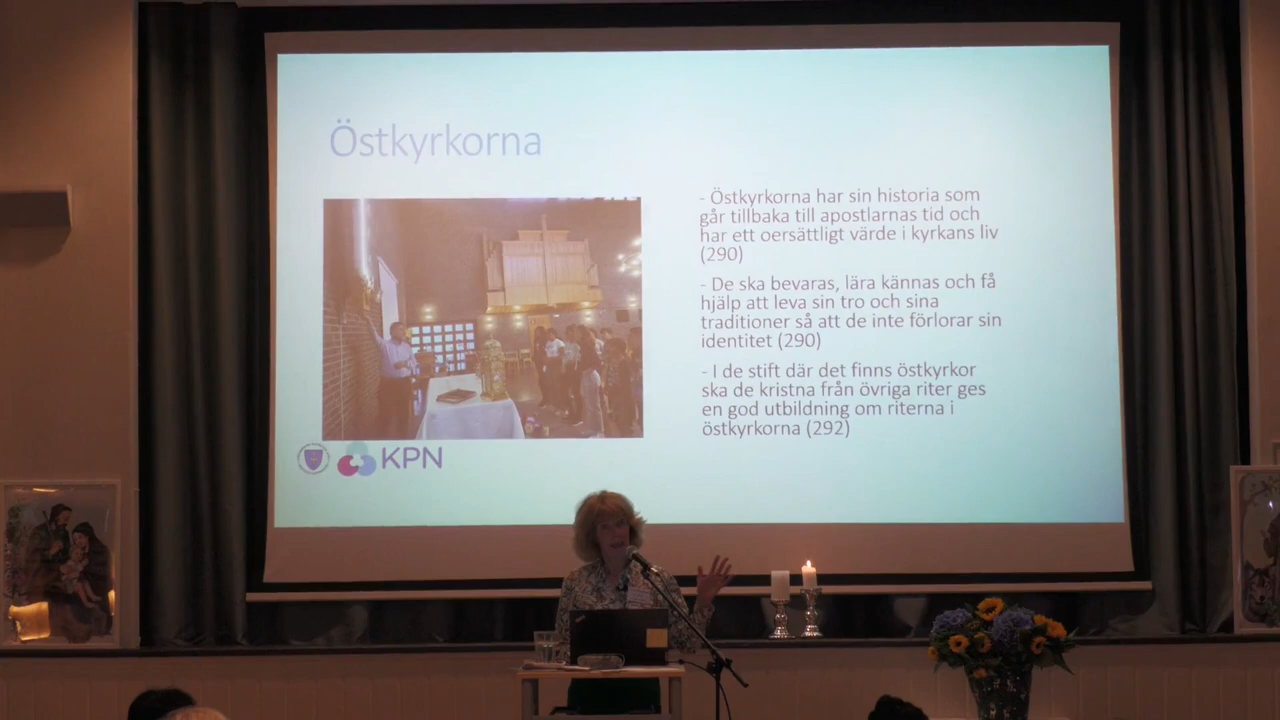 Östkyrkorna
- Östkyrkorna har sin historia som
går tillbaka till apostlarnas tid och
har ett oersättligt värde i kyrkans liv
(290)
- De ska bevaras, lära kännas och få
hjälp att leva sin tro och sina
traditioner så att de inte förlorar sin
identitet (290)
- I de stift där det finns östkyrkor
ska de kristna från övriga riter ges
en god utbildning om riterna i
östkyrkorna (292)
KPN